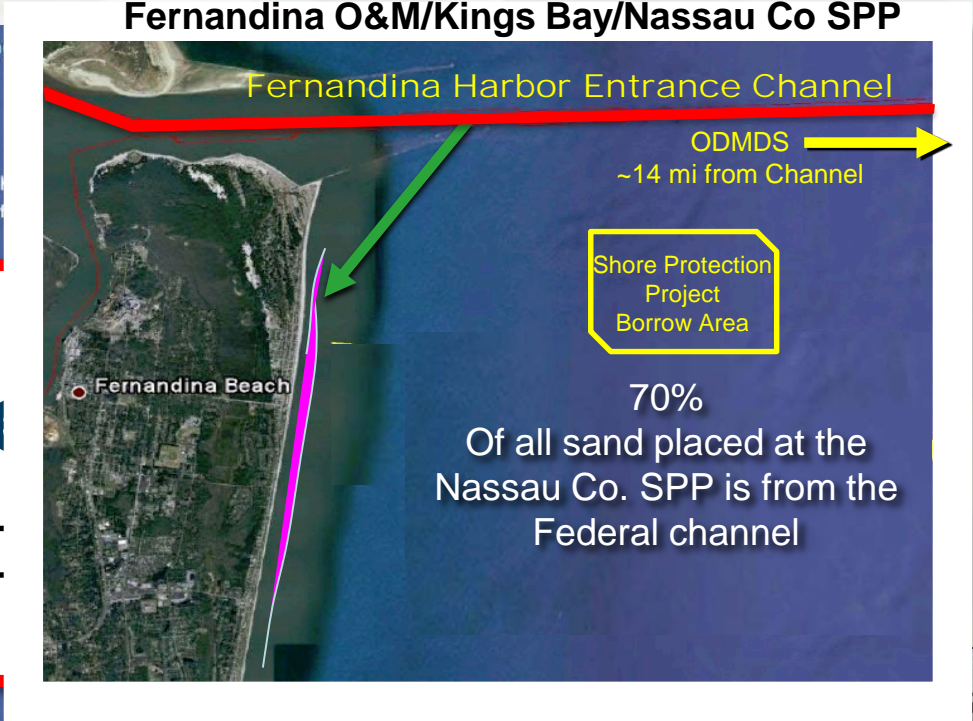 Fernandina O&M/Kings Bay/Nassau Co SPP
Fernandina Harbor Entrance Channel
ODMDS
~14 mi from Channel
Shore Protection
Project
Borrow Area
Fernandina Beach
70%
Of all sand placed at the
Nassau Co. SPP is from the
Federal channel